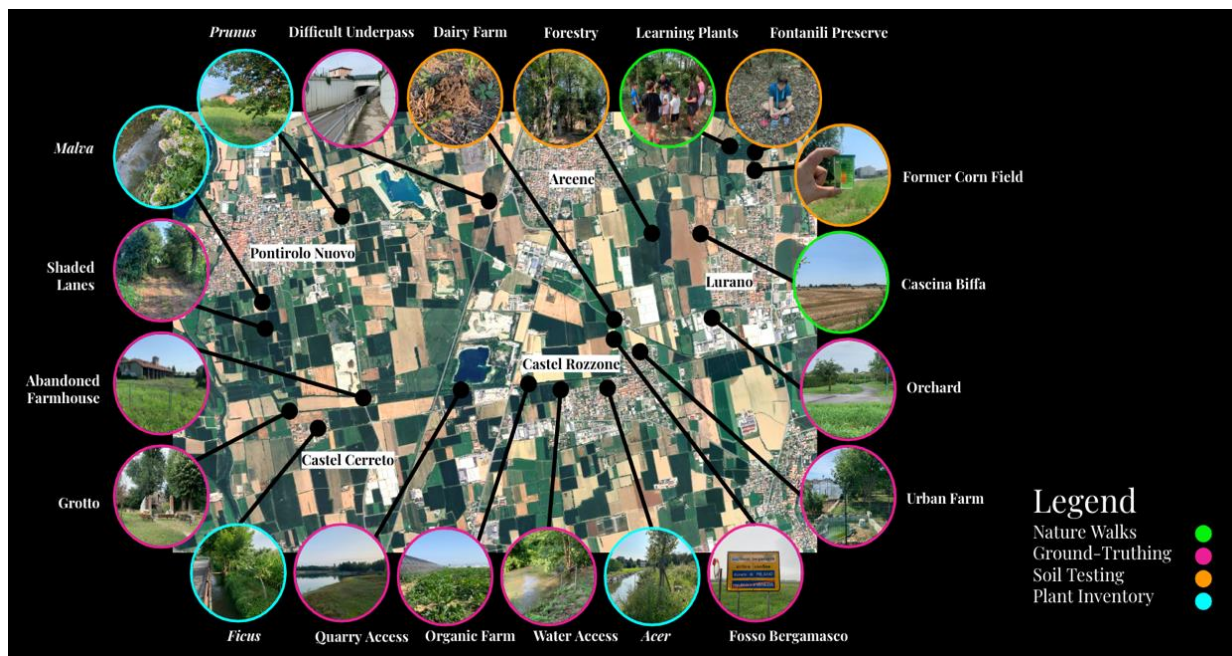 Prunus
Difficult Underpass
Dairy Farm
Forestry
Learning Plants
Fontanili Preserve
Malva
Former Corn Field
Arcene
Pontirolo Nuovo
Shaded
Lanes
Lurano
Cascina Biffa
Castel Rozzone
Abandoned
Farmhouse
Orchard
Castel Cerreto
Grotto
Urban Farm
Ficus
Quarry Access
Organic Farm
Water Access
Acer
Fosso Bergamasco
Legend
Nature Walks
Ground-Truthing
Soil Testing
Plant Inventory